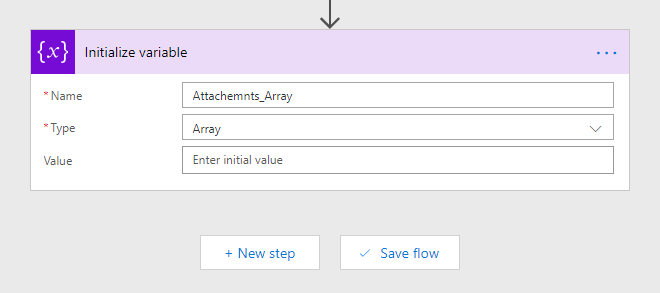 {x} Initialize variable ...
* Name Attachemnts_Array
* Type Array
Value Enter initial value
+ New step Save flow